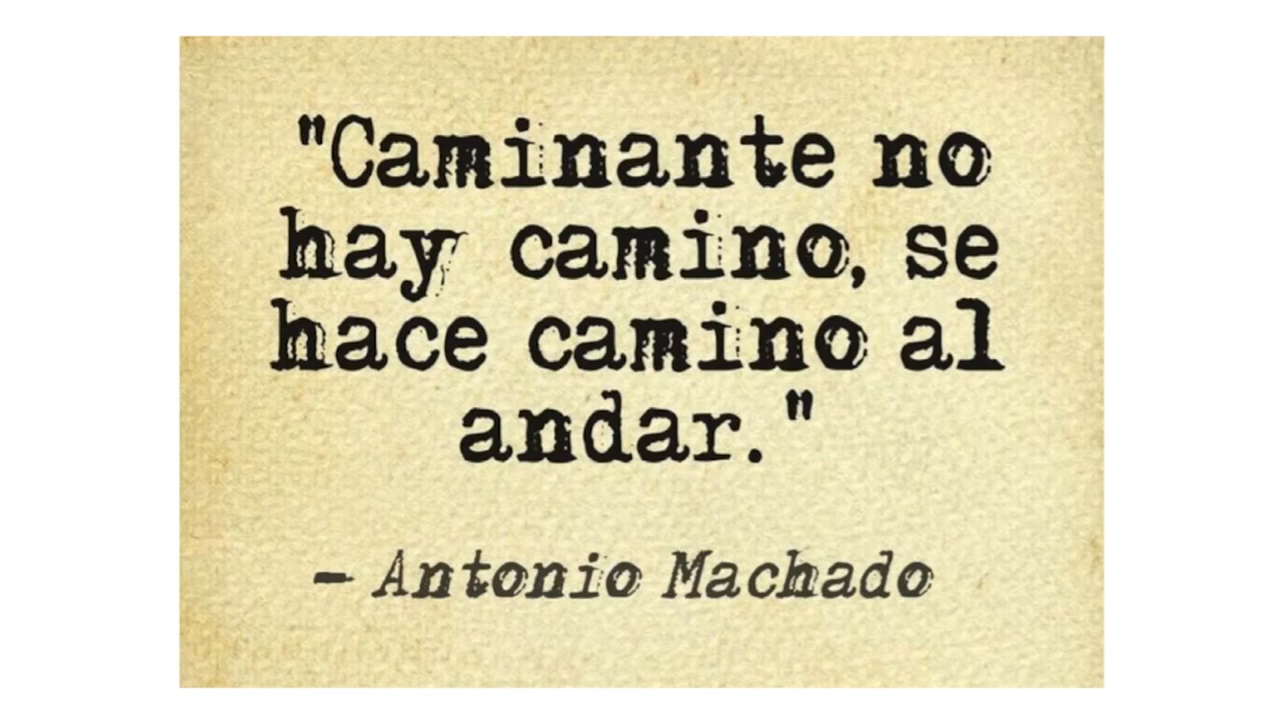 "Caminante no
hay camino, se
hace camino al
andar."
– Antonio Machado